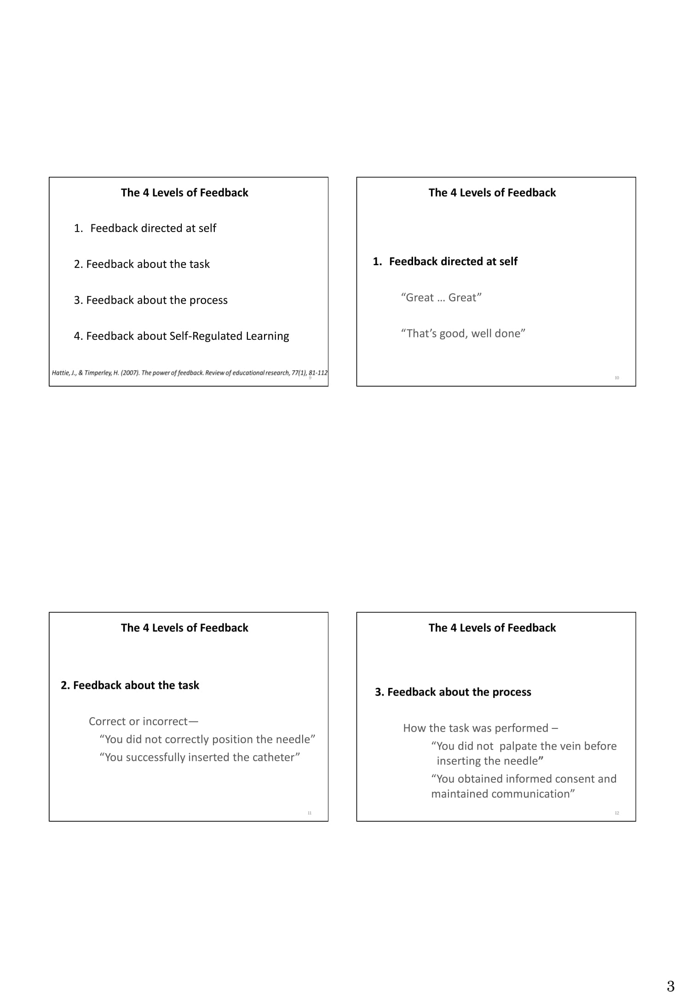 The 4 Levels of Feedback
1. Feedback directed at self
2. Feedback about the task
3. Feedback about the process
4. Feedback about Self-Regulated Learning
Hattie, J., & Timperley, H. (2007). The power of feedback. Review of educational research, 77(1), 81-112
9
The 4 Levels of Feedback
1. Feedback directed at self
“Great ... Great”
“That’s good, well done”
10
The 4 Levels of Feedback
2. Feedback about the task
Correct or incorrect—
“You did not correctly position the needle”
“You successfully inserted the catheter”
11
The 4 Levels of Feedback
3. Feedback about the process
How the task was performed –
“You did not palpate the vein before
inserting the needle”
“You obtained informed consent and
maintained communication”
12
3